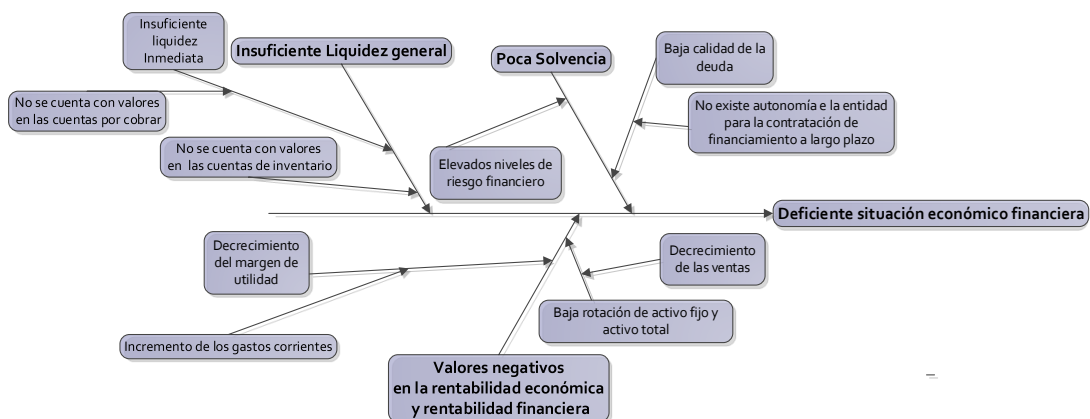 Insuficiente
liquidez
Inmediata
Insuficiente Liquidez general
Poca Solvencia
Baja calidad de la
deuda
No se cuenta con valores
en las cuentas por cobrar
No existe autonomía e la entidad
para la contratación de
financiamiento a largo plazo
No se cuenta con valores
en las cuentas de inventario
Elevados niveles de
riesgo financiero
Deficiente situación económico financiera
Decrecimiento
del margen de
utilidad
Decrecimiento
de las ventas
Baja rotación de activo fijo y
activo total
Incremento de los gastos corrientes
Valores negativos
en la rentabilidad económica
y rentabilidad financiera